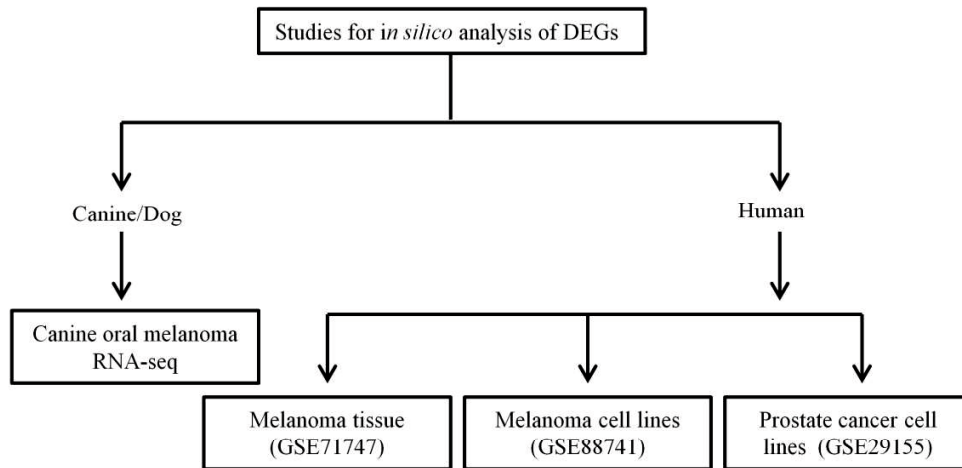 Studies for in silico analysis of DEGs
Canine/Dog
Human
Canine oral melanoma
RNA-seq
Melanoma tissue
(GSE71747)
Melanoma cell lines
(GSE88741)
Prostate cancer cell
lines (GSE29155)